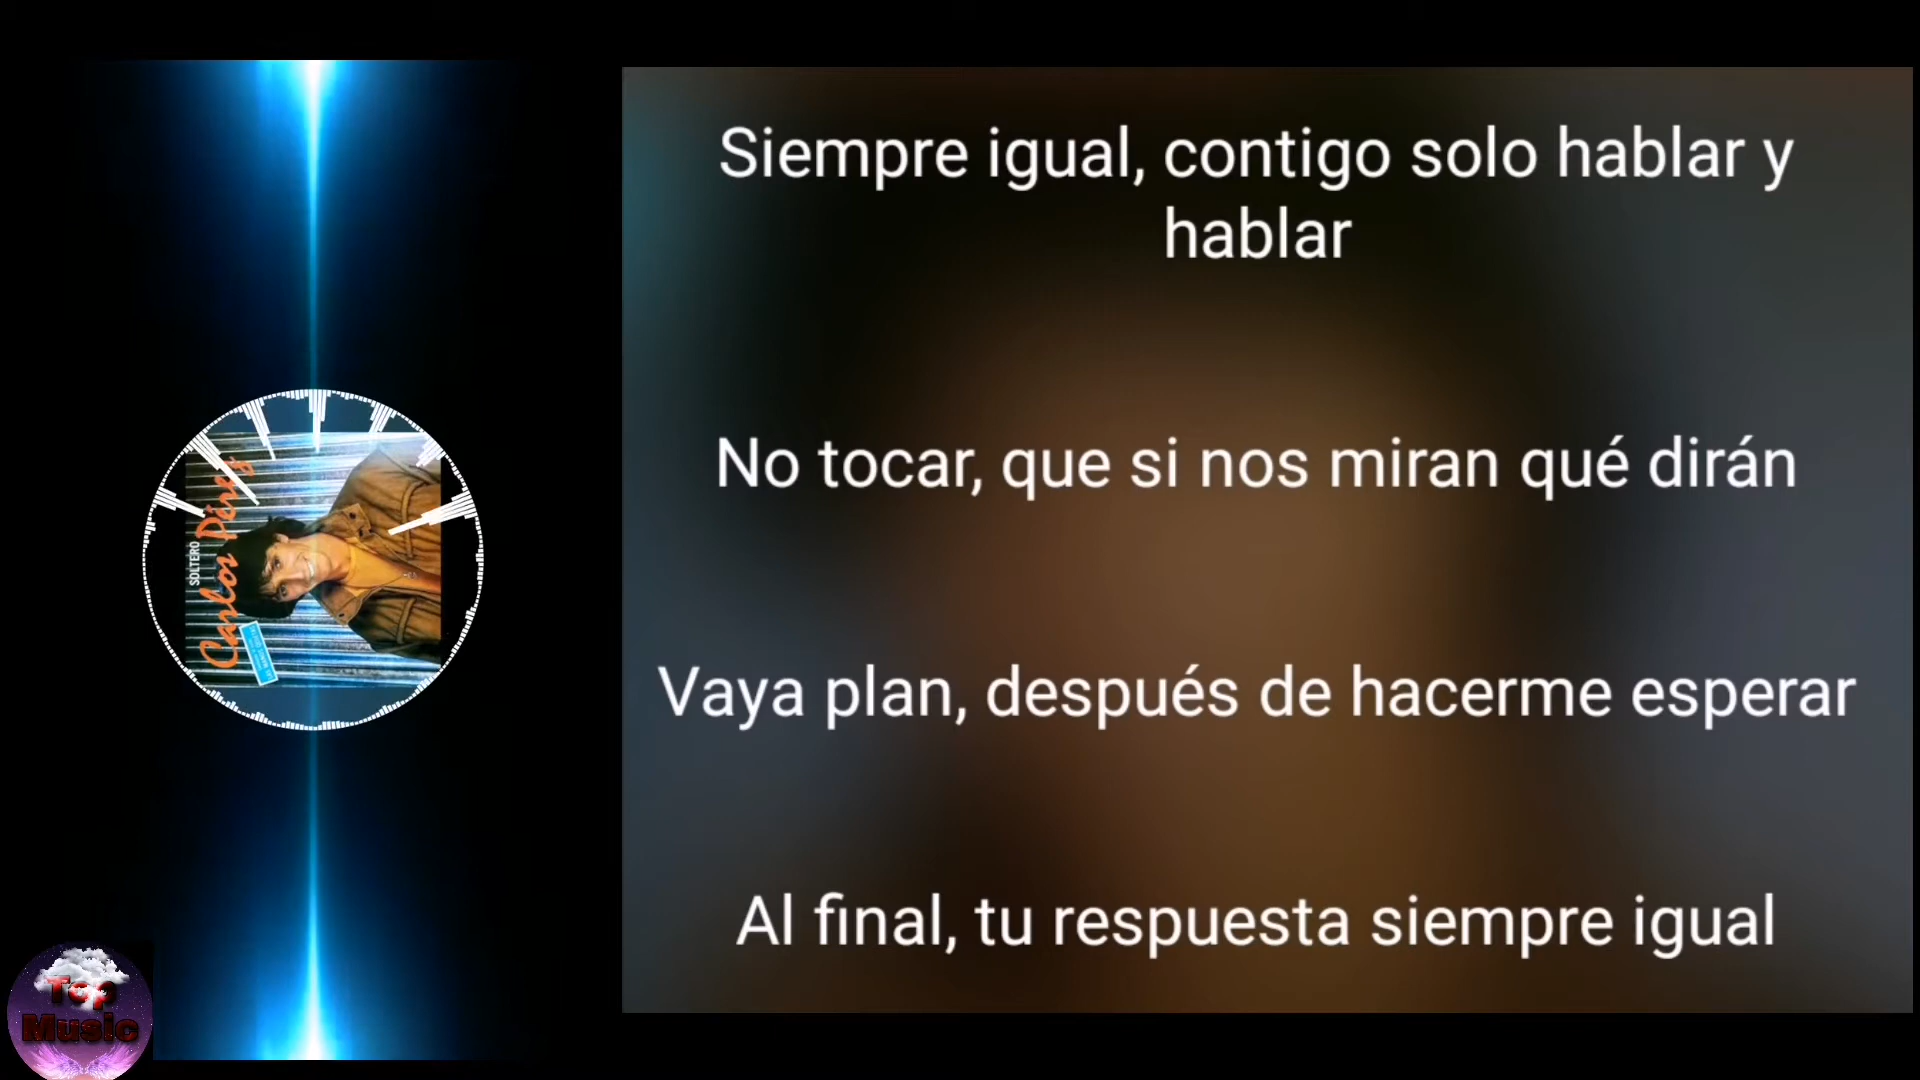 Siempre igual, contigo solo hablar y
hablar
No tocar, que si nos miran qué dirán
Vaya plan, después de hacerme esperar
Al final, tu respuesta siempre igual
SOLTERO
Carlos Pérez
Top
Music